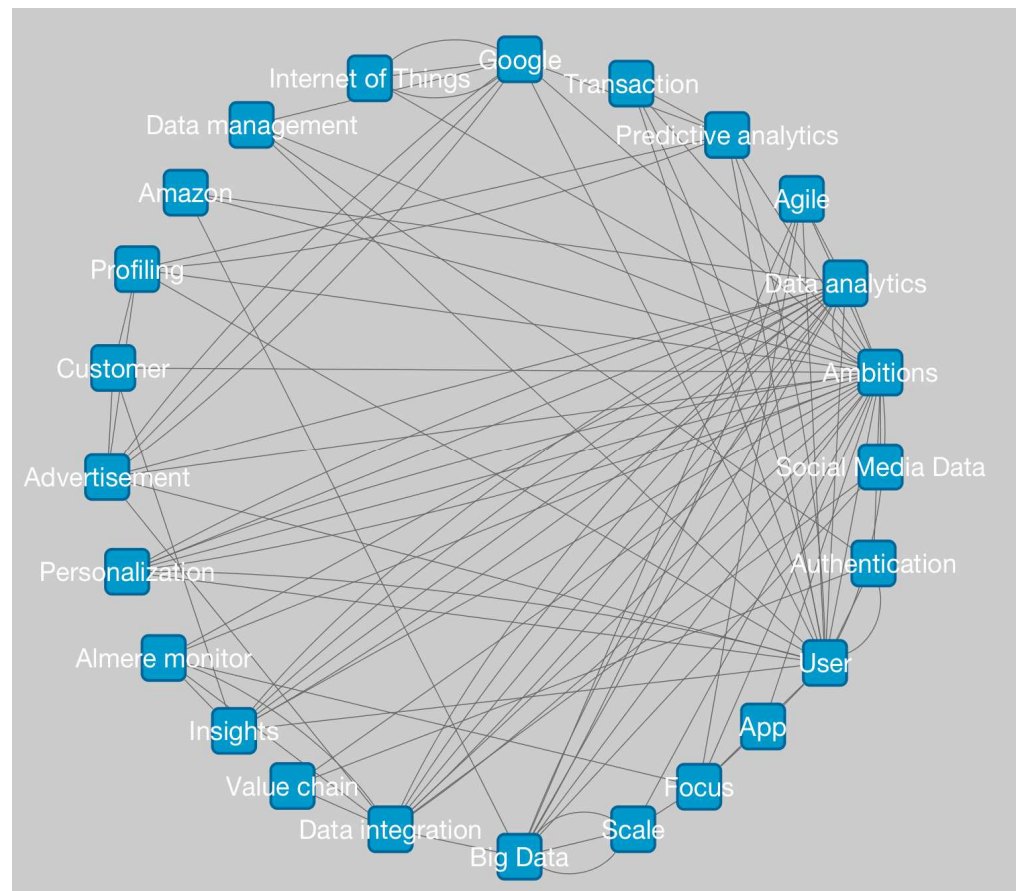 Google
Internet of Things
Transaction
Data management
Predictive analytics
Amazon
Agile
Profiling
Data analytics
Customer
Ambitions
Advertisement
Social Media Data
Personalization
Authentication
Almere monitor
User
Insights
App
Value chain
Focus
Data integration
Scale
Big Data